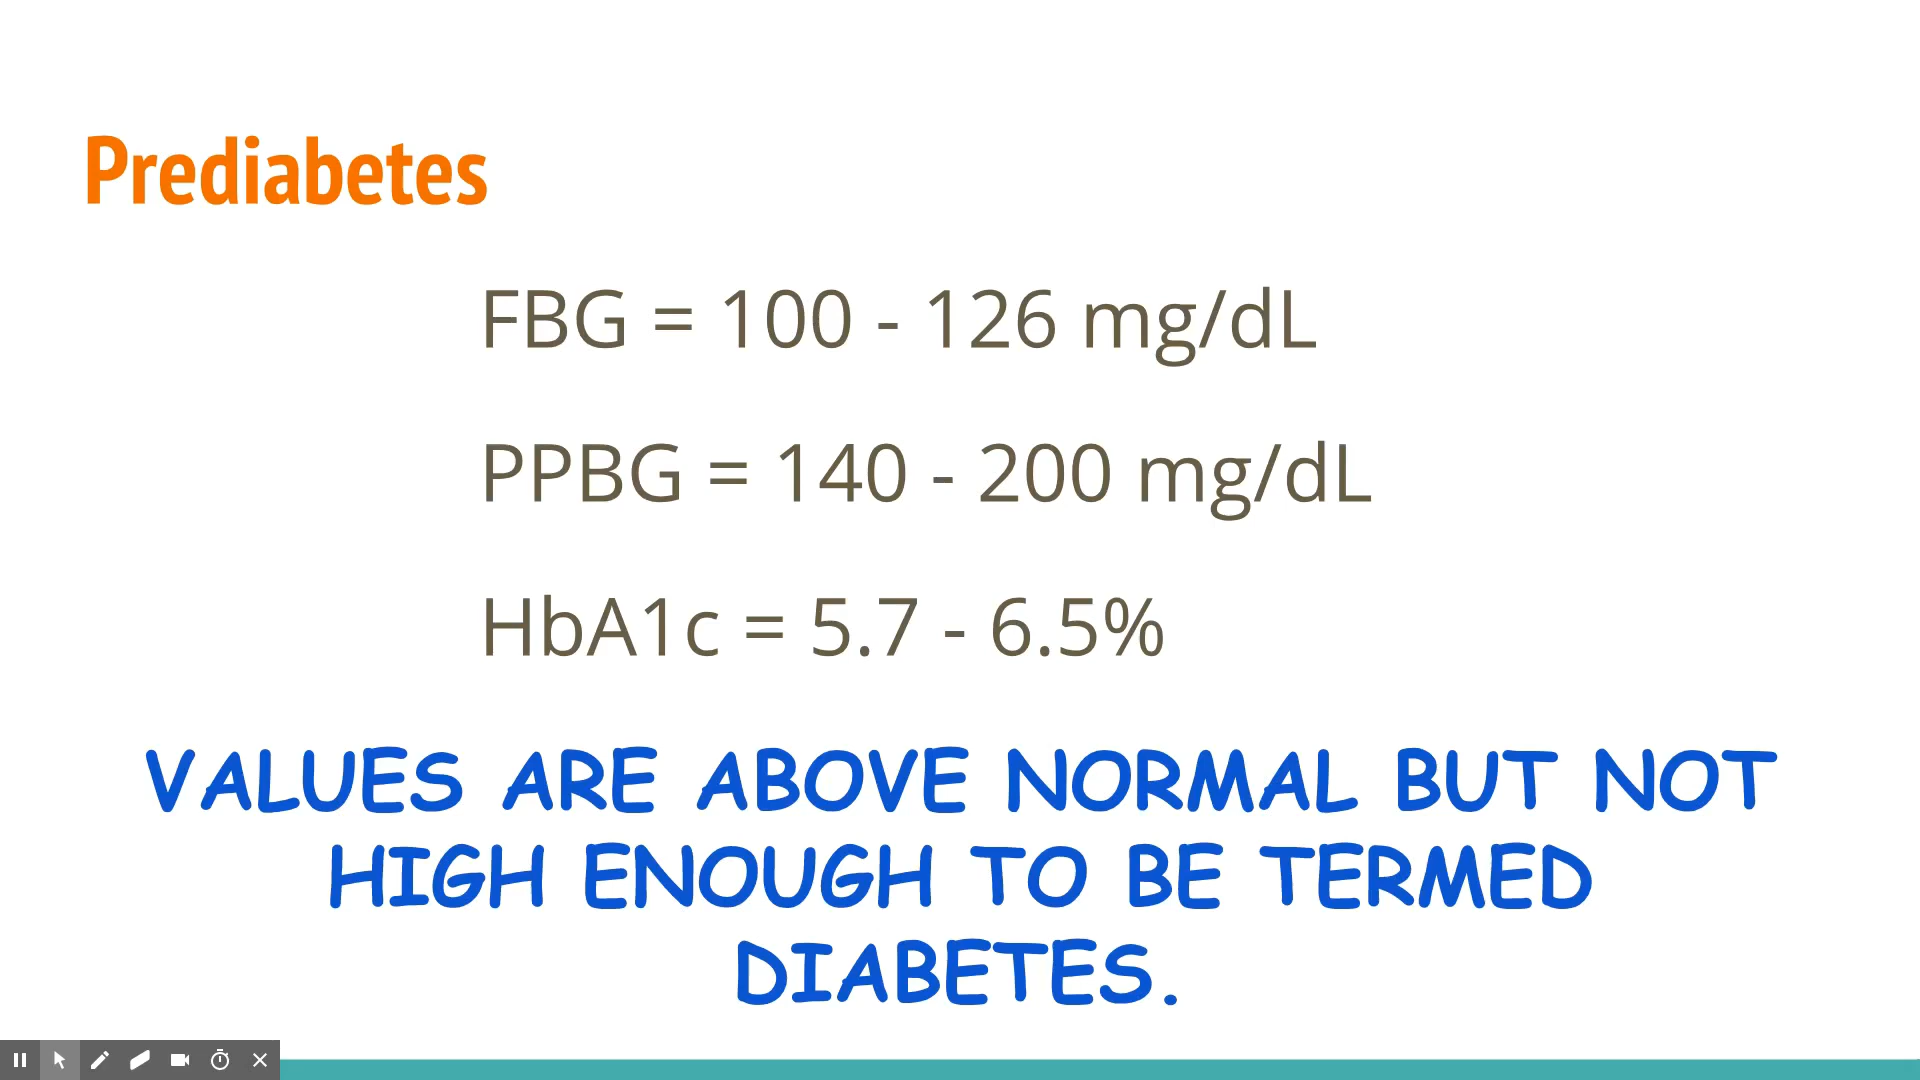 Prediabetes
FBG = 100 - 126 mg/dL
PPBG = 140 - 200 mg/dL
HbA1c = 5.7 - 6.5%
VALUES ARE ABOVE NORMAL BUT NOT
HIGH ENOUGH TO BE TERMED
DIABETES.